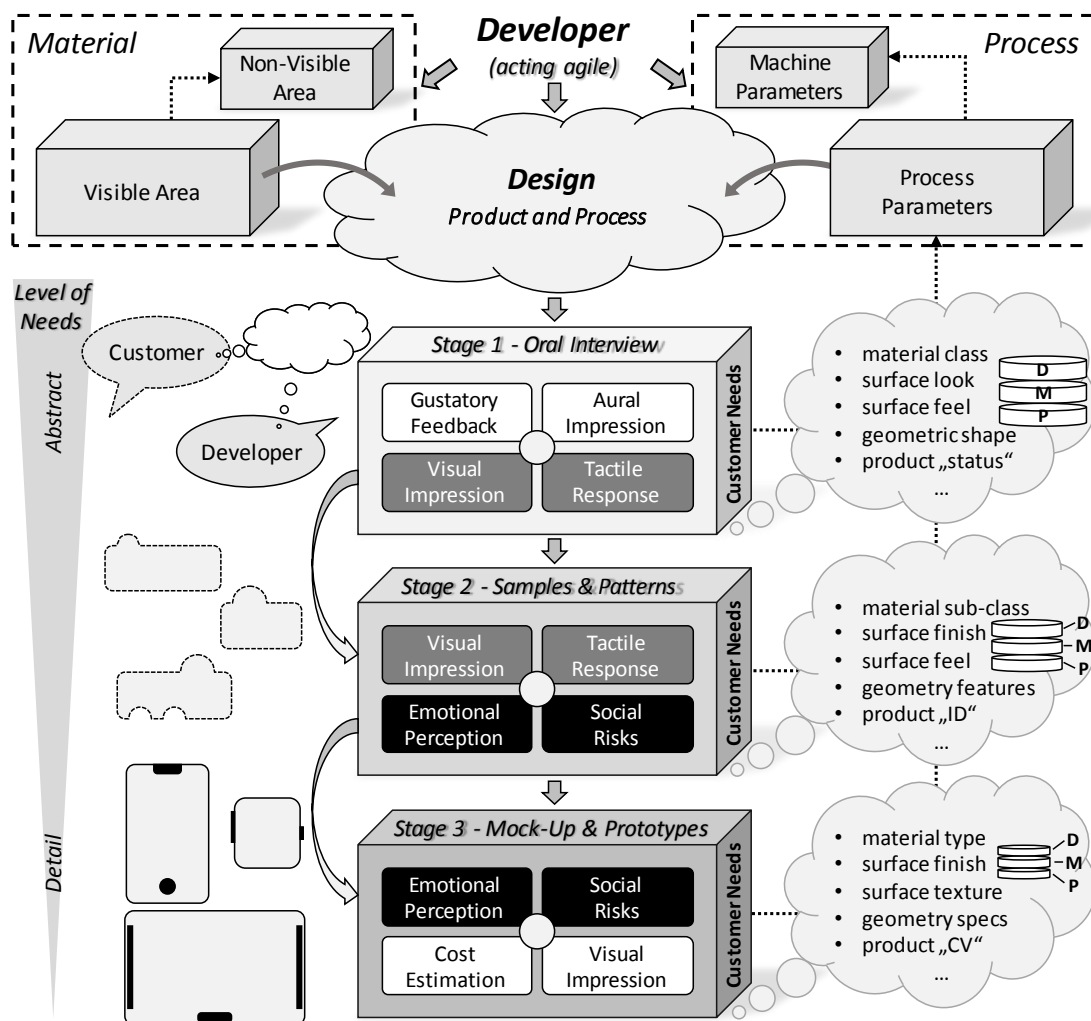 Material
Developer
(acting agile)
Process
Non-Visible
Area
Machine
Parameters
Visible Area
Design
Product and Process
Process
Parameters
Level of
Needs
Abstract
Detail
Customer
Developer
Stage 1 - Oral Interview
Gustatory
Feedback
Aural
Impression
Visual
Impression
Tactile
Response
Customer Needs
• material class
• surface look
• surface feel
• geometric shape
• product „status“
...
D
M
P
Stage 2 - Samples & Patterns
Visual
Impression
Tactile
Response
Emotional
Perception
Social
Risks
Customer Needs
• material sub-class
• surface finish
• surface feel
• geometry features
• product „ID“
...
D
M
P
Stage 3 - Mock-Up & Prototypes
Emotional
Perception
Social
Risks
Cost
Estimation
Visual
Impression
Customer Needs
• material type
• surface finish
• surface texture
• geometry specs
• product „CV“
...
D
M
P